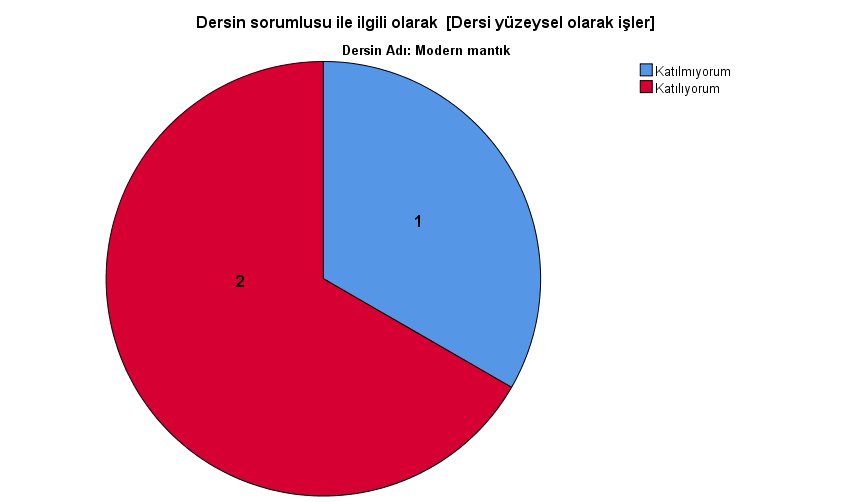 Dersin sorumlusu ile ilgili olarak  [Dersi yüzeysel olarak işler]
Dersin Adı: Modern mantık
Katılmıyorum
Katılıyorum
1
2